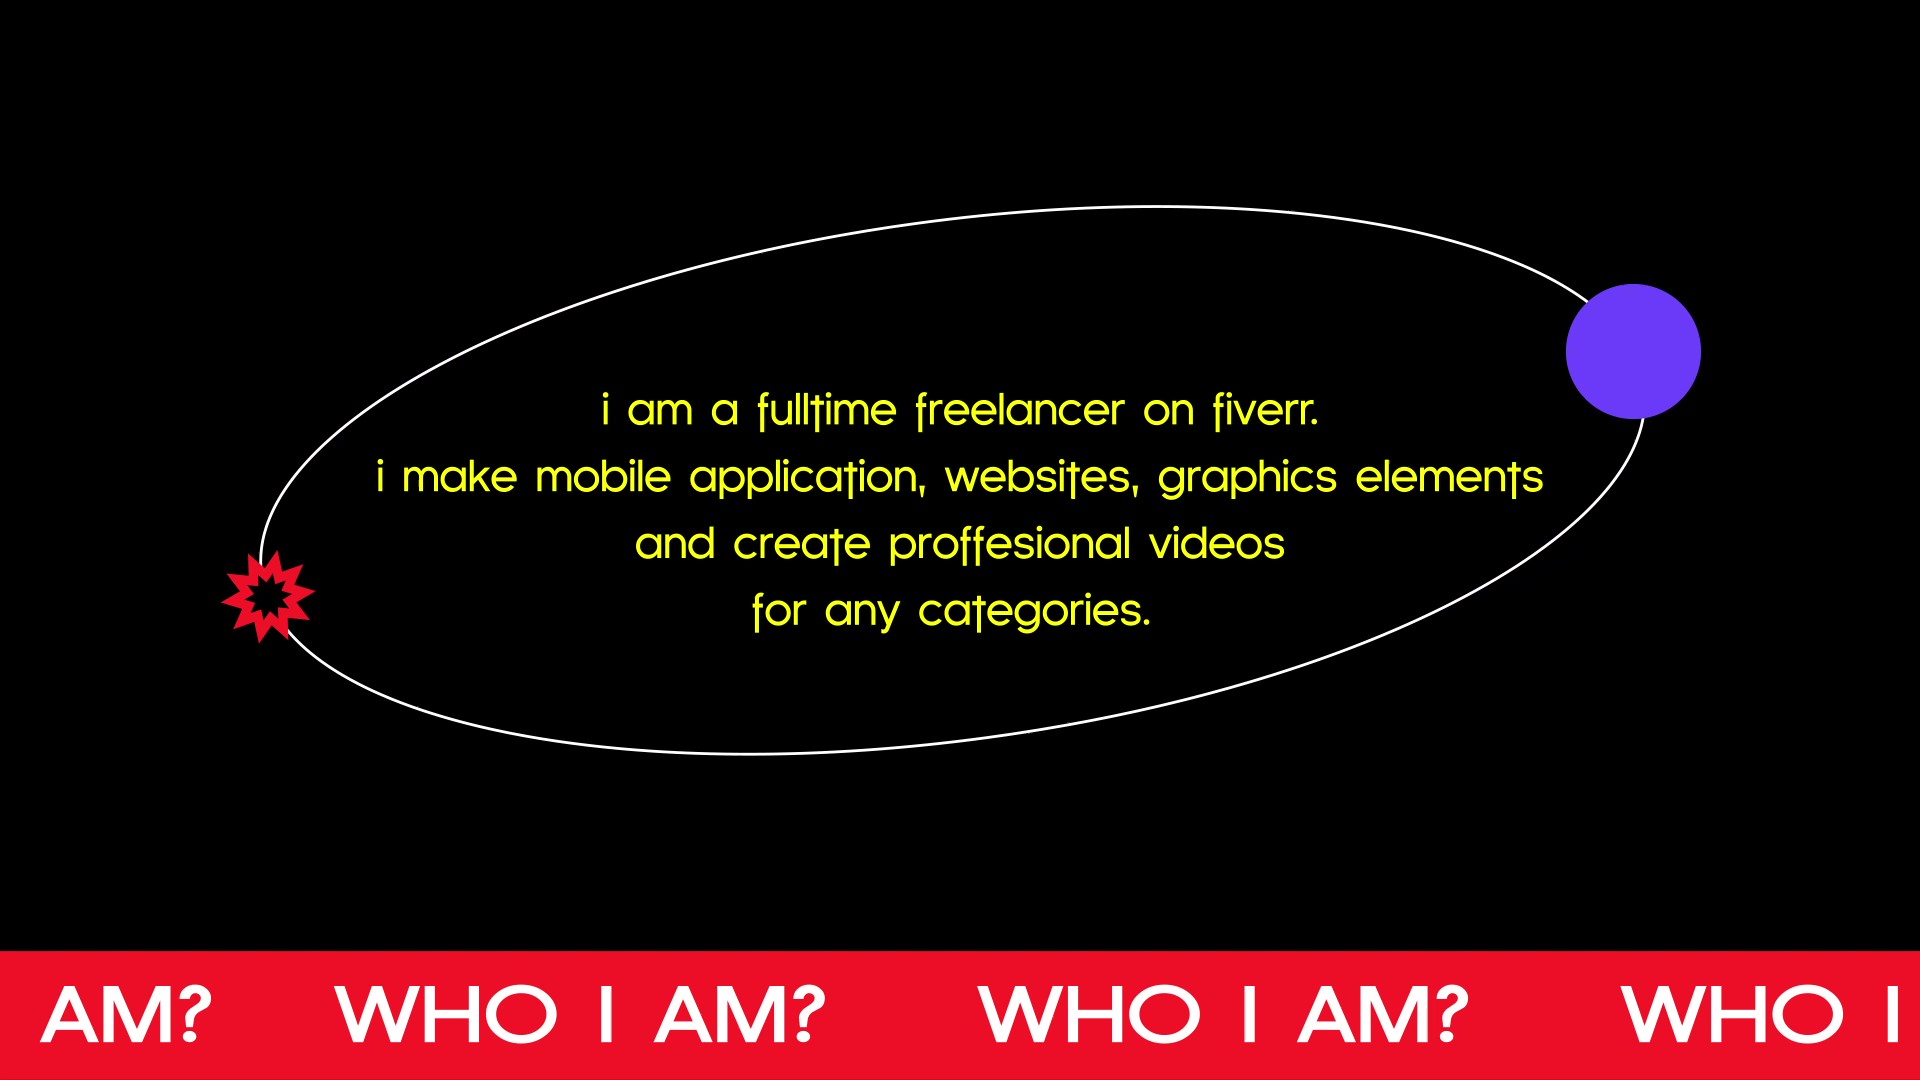 i am a fulltime freelancer on fiverr.
i make mobile application, websites, graphics elements
and create proffesional videos
for any categories.
AM? WHO I AM? WHO I AM? WHO I